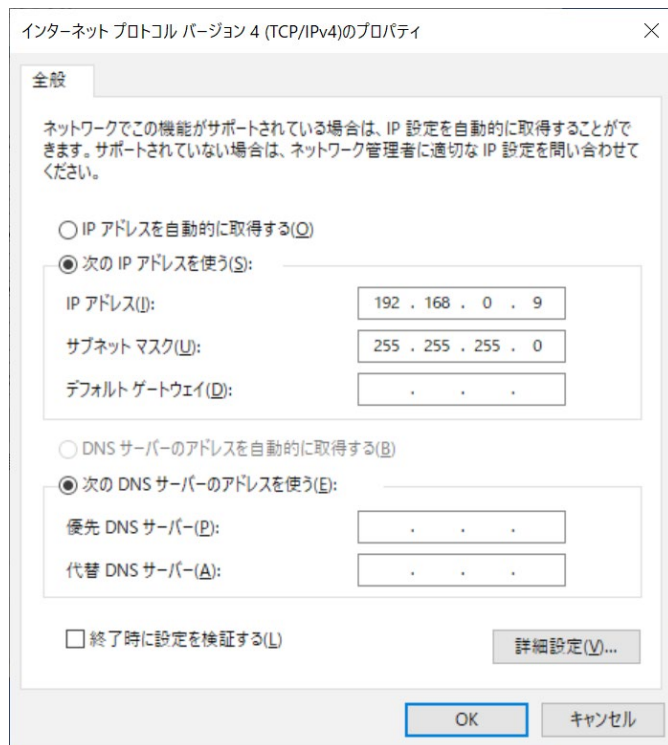 インターネット プロトコル バージョン 4 (TCP/IPv4)のプロパティ
全般
ネットワークでこの機能がサポートされている場合は、IP 設定を自動的に取得することがで
きます。サポートされていない場合は、ネットワーク管理者に適切な IP 設定を問い合わせて
ください。
IP アドレスを自動的に取得する(O)
次の IP アドレスを使う(S):
IP アドレス(I): 192 . 168 . 0 . 9
サブネット マスク(U): 255 . 255 . 255 . 0
デフォルト ゲートウェイ(D): . . .
DNS サーバーのアドレスを自動的に取得する(B)
次の DNS サーバーのアドレスを使う(E):
優先 DNS サーバー(P): . . .
代替 DNS サーバー(A): . . .
終了時に設定を検証する(L)
詳細設定(V)...
OK キャンセル